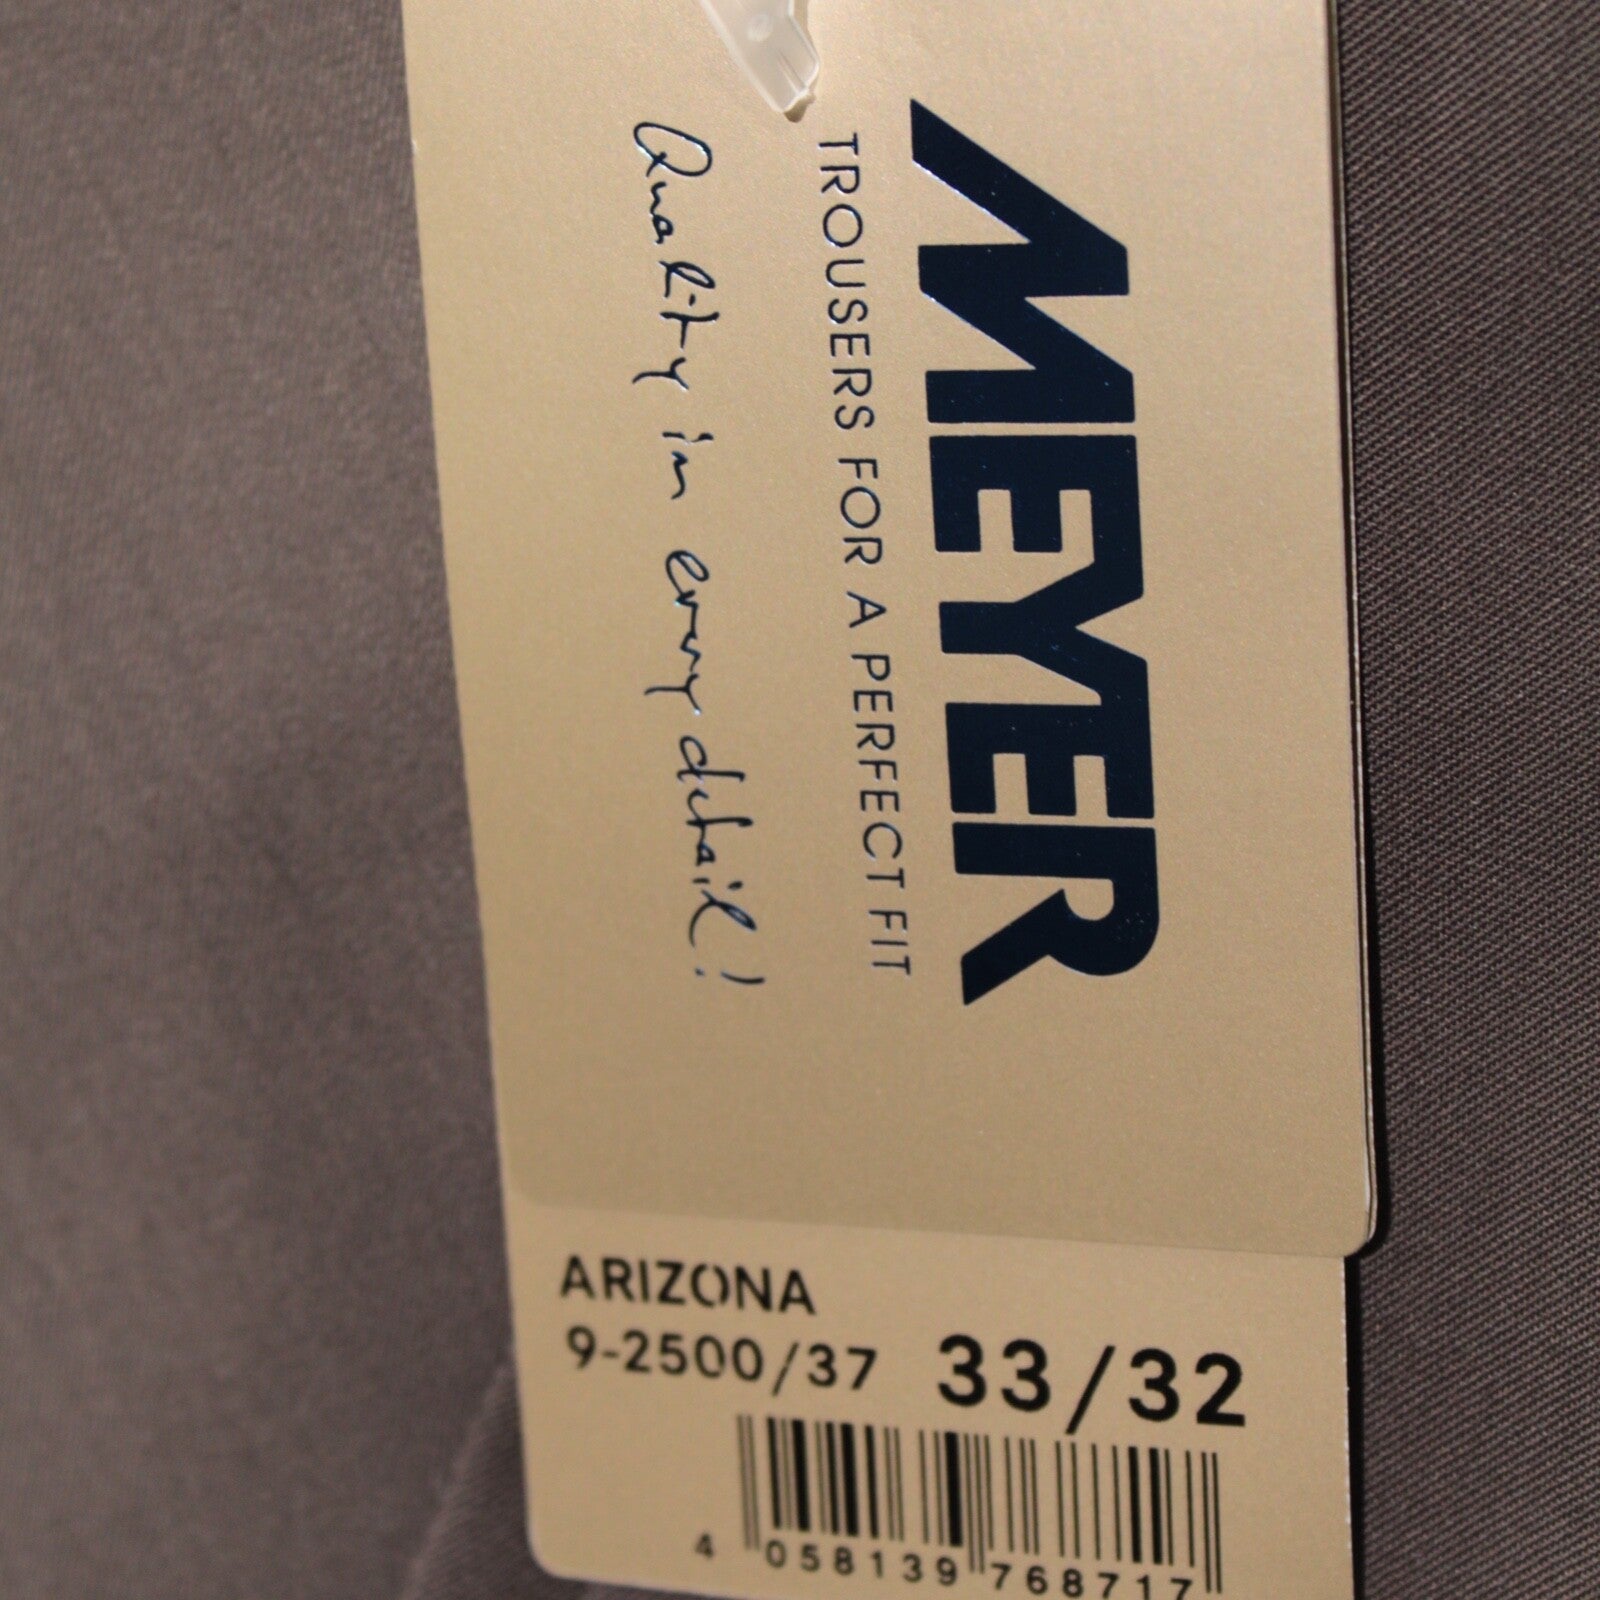 MEYER
TROUSERS FOR A PERFECT FIT
Quality in every detail!
ARIZONA
9-2500/37 33/32
4 058139 768717